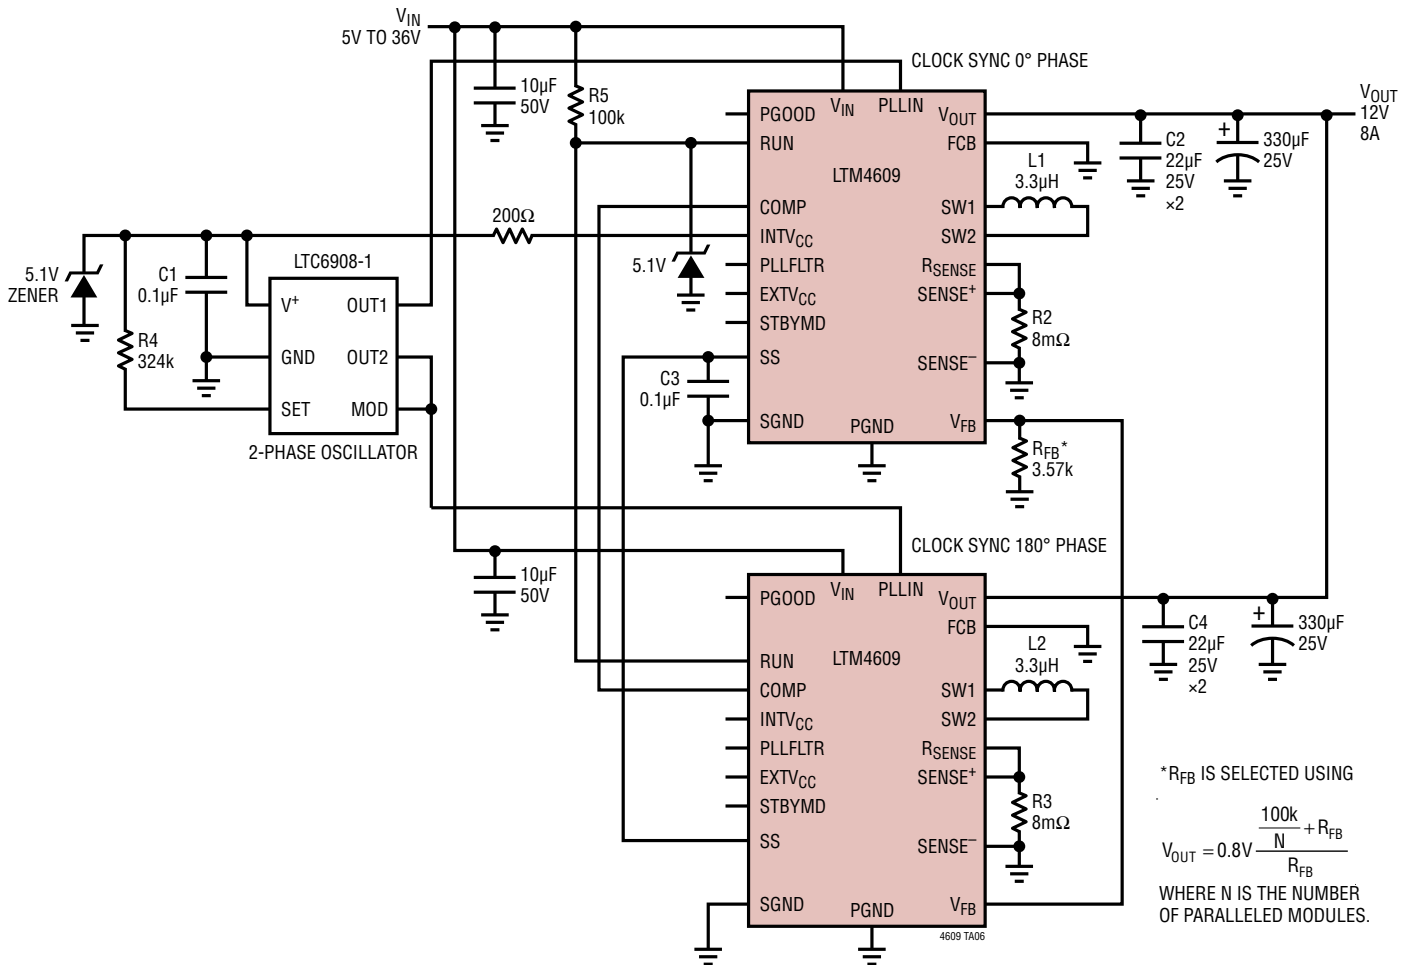 V_IN
5V TO 36V
10µF
50V
R5
100k
CLOCK SYNC 0° PHASE
PGOOD
V_IN
PLLIN
V_OUT
RUN
FCB
LTM4609
COMP
SW1
INTV_CC
SW2
PLLFLTR
R_SENSE
EXTV_CC
SENSE⁺
STBYMD
SS
SENSE⁻
SGND
PGND
V_FB
L1
3.3µH
C2
22µF
25V
×2
+
330µF
25V
V_OUT
12V
8A
200Ω
5.1V
ZENER
C1
0.1µF
R4
324k
LTC6908-1
V⁺
OUT1
GND
OUT2
SET
MOD
2-PHASE OSCILLATOR
5.1V
C3
0.1µF
R2
8mΩ
R_FB*
3.57k
CLOCK SYNC 180° PHASE
10µF
50V
PGOOD
V_IN
PLLIN
V_OUT
FCB
RUN
LTM4609
COMP
SW1
INTV_CC
SW2
PLLFLTR
R_SENSE
EXTV_CC
SENSE⁺
STBYMD
SS
SENSE⁻
SGND
PGND
V_FB
L2
3.3µH
R3
8mΩ
C4
22µF
25V
×2
+
330µF
25V
4609 TA06
*R_FB IS SELECTED USING
V_OUT = 0.8V (100k/N + R_FB)/R_FB
WHERE N IS THE NUMBER
OF PARALLELED MODULES.